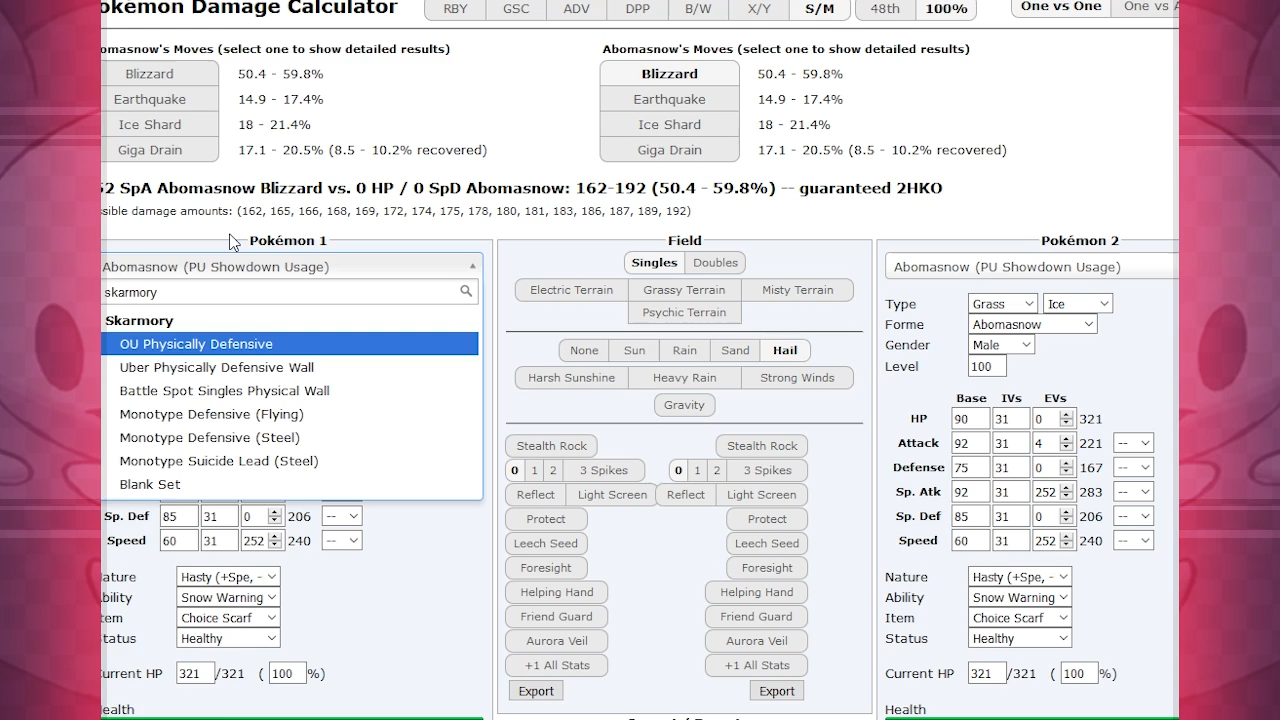 okémon Damage Calculator RBY GSC ADV DPP B/W X/Y S/M 48th 100% One vs One One vs A
omasnow's Moves (select one to show detailed results) Abomasnow's Moves (select one to show detailed results)
Blizzard 50.4 - 59.8% Blizzard 50.4 - 59.8%
Earthquake 14.9 - 17.4% Earthquake 14.9 - 17.4%
Ice Shard 18 - 21.4% Ice Shard 18 - 21.4%
Giga Drain 17.1 - 20.5% (8.5 - 10.2% recovered) Giga Drain 17.1 - 20.5% (8.5 - 10.2% recovered)
52 SpA Abomasnow Blizzard vs. 0 HP / 0 SpD Abomasnow: 162-192 (50.4 - 59.8%) -- guaranteed 2HKO
sible damage amounts: (162, 165, 166, 168, 169, 172, 174, 175, 178, 180, 181, 183, 186, 187, 189, 192)
Pokémon 1 Field Pokémon 2
Abomasnow (PU Showdown Usage) Singles Doubles Abomasnow (PU Showdown Usage)
skarmory Electric Terrain Grassy Terrain Misty Terrain
Type Grass Ice
Skarmory Psychic Terrain
Forme Abomasnow
OU Physically Defensive None Sun Rain Sand Hail Gender Male
Uber Physically Defensive Wall Harsh Sunshine Heavy Rain Strong Winds Level 100
Battle Spot Singles Physical Wall Base IVs EVs
Monotype Defensive (Flying) Gravity HP 90 31 0 321
Monotype Defensive (Steel) Stealth Rock Stealth Rock Attack 92 31 4 221 --
Monotype Suicide Lead (Steel) 0 1 2 3 Spikes 0 1 2 3 Spikes Defense 75 31 0 167 --
Blank Set Reflect Light Screen Reflect Light Screen Sp. Atk 92 31 252 283 --
Sp. Def 85 31 0 206 -- Protect Protect Sp. Def 85 31 0 206 --
Speed 60 31 252 240 -- Leech Seed Leech Seed Speed 60 31 252 240 --
ature Hasty (+Spe, - Foresight Foresight Nature Hasty (+Spe, -
bility Snow Warning Helping Hand Helping Hand Ability Snow Warning
em Choice Scarf Friend Guard Friend Guard Item Choice Scarf
tatus Healthy Aurora Veil Aurora Veil Status Healthy
urrent HP 321 /321 ( 100 %) +1 All Stats +1 All Stats Current HP 321 /321 ( 100 %)
Export Export
ealth Health